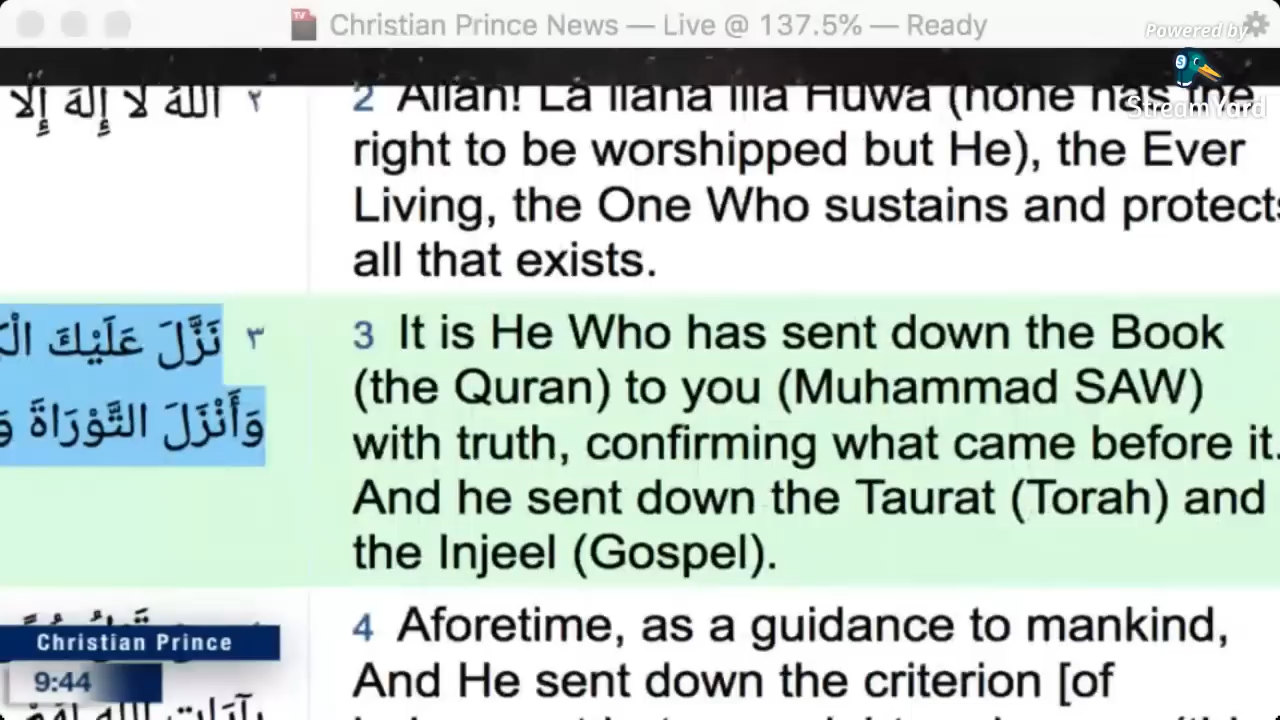 Christian Prince News — Live @ 137.5% — Ready
Powered by
StreamYard
اللَّهُ لَا إِلَٰهَ إِلَّا ٢
2 Allah! La ilaha illa Huwa (none has the
right to be worshipped but He), the Ever
Living, the One Who sustains and protects
all that exists.
نَزَّلَ عَلَيْكَ ٣
وَأَنْزَلَ التَّوْرَاةَ
3 It is He Who has sent down the Book
(the Quran) to you (Muhammad SAW)
with truth, confirming what came before it.
And he sent down the Taurat (Torah) and
the Injeel (Gospel).
4 Aforetime, as a guidance to mankind,
And He sent down the criterion [of
بِآيَاتِ اللَّهِ لَهُمْ
Christian Prince
9:44